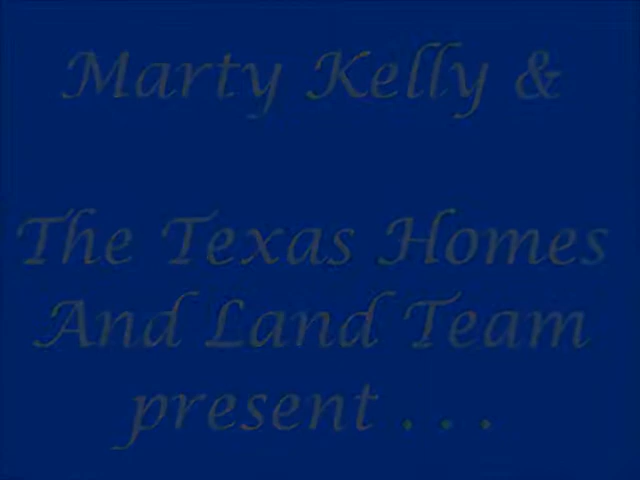 Marty Kelly &
The Texas Homes
And Land Team
present . . .